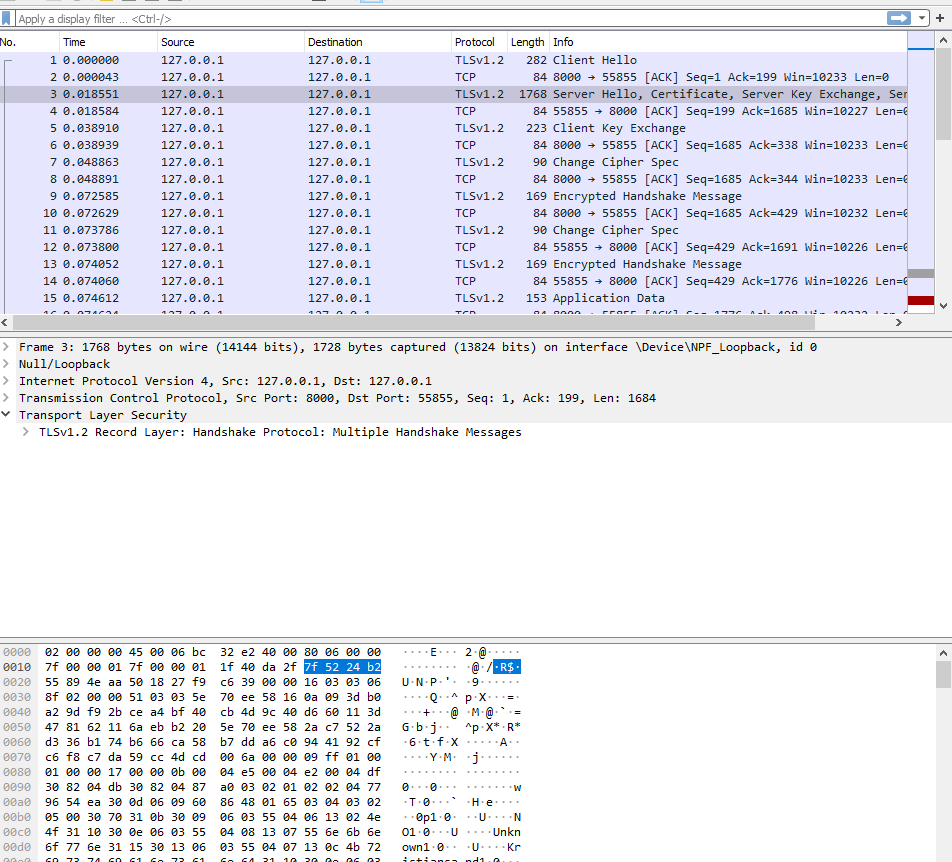 Apply a display filter ... <Ctrl-/>
No. Time Source Destination Protocol Length Info
1 0.000000 127.0.0.1 127.0.0.1 TLSv1.2 282 Client Hello
2 0.000043 127.0.0.1 127.0.0.1 TCP 84 8000 → 55855 [ACK] Seq=1 Ack=199 Win=10233 Len=0
3 0.018551 127.0.0.1 127.0.0.1 TLSv1.2 1768 Server Hello, Certificate, Server Key Exchange, Ser
4 0.018584 127.0.0.1 127.0.0.1 TCP 84 55855 → 8000 [ACK] Seq=199 Ack=1685 Win=10227 Len=0
5 0.038910 127.0.0.1 127.0.0.1 TLSv1.2 223 Client Key Exchange
6 0.038939 127.0.0.1 127.0.0.1 TCP 84 8000 → 55855 [ACK] Seq=1685 Ack=338 Win=10233 Len=0
7 0.048863 127.0.0.1 127.0.0.1 TLSv1.2 90 Change Cipher Spec
8 0.048891 127.0.0.1 127.0.0.1 TCP 84 8000 → 55855 [ACK] Seq=1685 Ack=344 Win=10233 Len=0
9 0.072585 127.0.0.1 127.0.0.1 TLSv1.2 169 Encrypted Handshake Message
10 0.072629 127.0.0.1 127.0.0.1 TCP 84 8000 → 55855 [ACK] Seq=1685 Ack=429 Win=10232 Len=0
11 0.073786 127.0.0.1 127.0.0.1 TLSv1.2 90 Change Cipher Spec
12 0.073800 127.0.0.1 127.0.0.1 TCP 84 55855 → 8000 [ACK] Seq=429 Ack=1691 Win=10226 Len=0
13 0.074052 127.0.0.1 127.0.0.1 TLSv1.2 169 Encrypted Handshake Message
14 0.074060 127.0.0.1 127.0.0.1 TCP 84 55855 → 8000 [ACK] Seq=429 Ack=1776 Win=10226 Len=0
15 0.074612 127.0.0.1 127.0.0.1 TLSv1.2 153 Application Data
Frame 3: 1768 bytes on wire (14144 bits), 1728 bytes captured (13824 bits) on interface \Device\NPF_Loopback, id 0
Null/Loopback
Internet Protocol Version 4, Src: 127.0.0.1, Dst: 127.0.0.1
Transmission Control Protocol, Src Port: 8000, Dst Port: 55855, Seq: 1, Ack: 199, Len: 1684
Transport Layer Security
TLSv1.2 Record Layer: Handshake Protocol: Multiple Handshake Messages
0000 02 00 00 00 45 00 06 bc 32 e2 40 00 80 06 00 00 ····E···2·@·····
0010 7f 00 00 01 7f 00 00 01 1f 40 da 2f 7f 52 24 b2 ·········@·/·R$·
0020 55 89 4e aa 50 18 27 f9 c6 39 00 00 16 03 03 06 U·N·P·'··9······
0030 8f 02 00 00 51 03 03 5e 70 ee 58 16 0a 09 3d b0 ····Q··^p·X···=·
0040 a2 9d f9 2b ce a4 bf 40 cb 4d 9c 40 d6 60 11 3d ···+···@·M·@·`·=
0050 47 81 62 11 6a eb b2 20 5e 70 ee 58 2a c7 52 2a G·b·j·· ^p·X*·R*
0060 d3 36 b1 74 b6 66 ca 58 b7 dd a6 c0 94 41 92 cf ·6·t·f·X·····A··
0070 c6 f8 c7 da 59 cc 4d cd 00 6a 00 00 09 ff 01 00 ····Y·M··j······
0080 01 00 00 17 00 00 0b 00 04 e5 00 04 e2 00 04 df ················
0090 30 82 04 db 30 82 04 87 a0 03 02 01 02 02 04 77 0···0··········w
00a0 96 54 ea 30 0d 06 09 60 86 48 01 65 03 04 03 02 ·T·0···`·H·e····
00b0 05 00 30 70 31 0b 30 09 06 03 55 04 06 13 02 4e ··0p1·0···U····N
00c0 4f 31 10 30 0e 06 03 55 04 08 13 07 55 6e 6b 6e O1·0···U····Unkn
00d0 6f 77 6e 31 15 30 13 06 03 55 04 07 13 0c 4b 72 own1·0···U····Kr